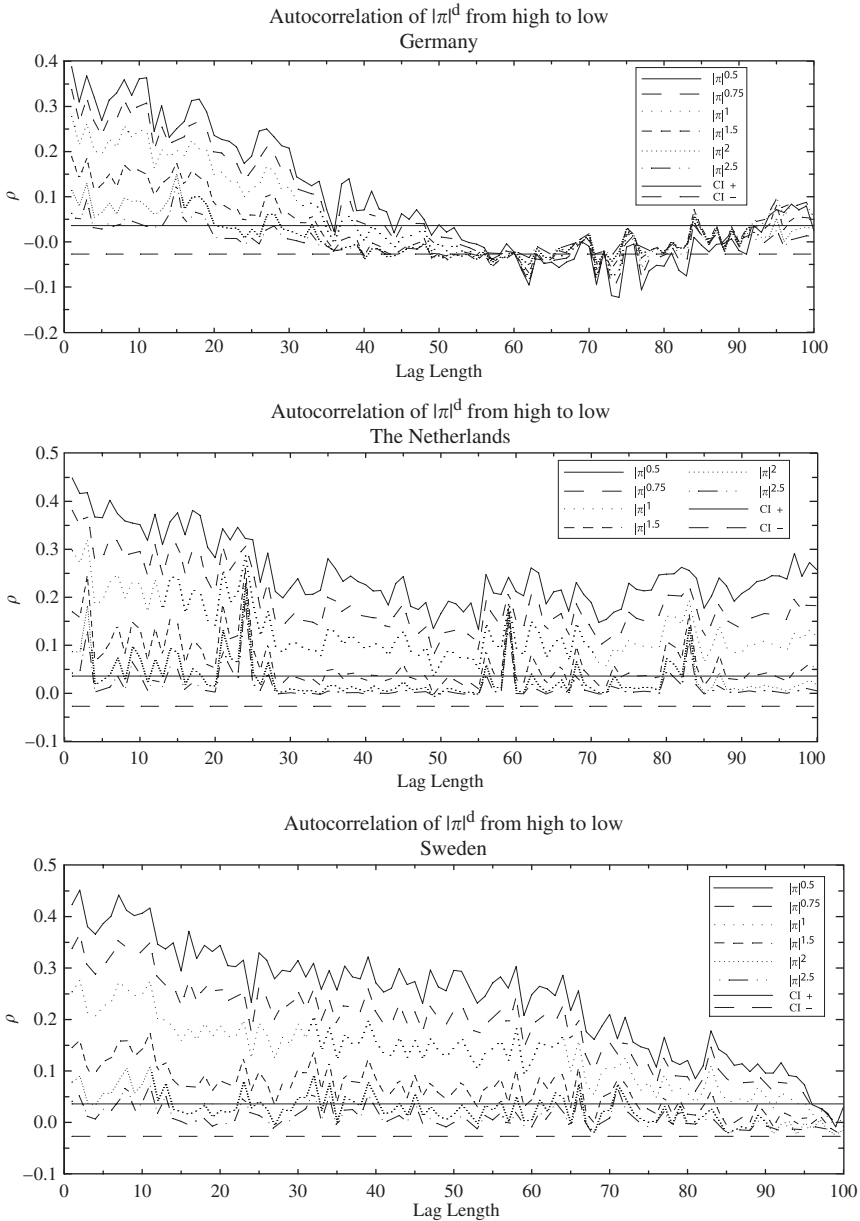 Autocorrelation of |π|^d from high to low
Germany
0.4
0.3
0.2
0.1
−0.0
−0.1
−0.2
ρ
|π|^0.5
|π|^0.75
|π|^1
|π|^1.5
|π|^2
|π|^2.5
CI +
CI −
0 10 20 30 40 50 60 70 80 90 100
Lag Length
Autocorrelation of |π|^d from high to low
The Netherlands
0.5
0.4
0.3
0.2
0.1
0.0
−0.1
ρ
|π|^0.5 |π|^2
|π|^0.75 |π|^2.5
|π|^1 CI +
|π|^1.5 CI −
0 10 20 30 40 50 60 70 80 90 100
Lag Length
Autocorrelation of |π|^d from high to low
Sweden
0.5
0.4
0.3
0.2
0.1
0.0
−0.1
ρ
|π|^0.5
|π|^0.75
|π|^1
|π|^1.5
|π|^2
|π|^2.5
CI +
CI −
0 10 20 30 40 50 60 70 80 90 100
Lag Length